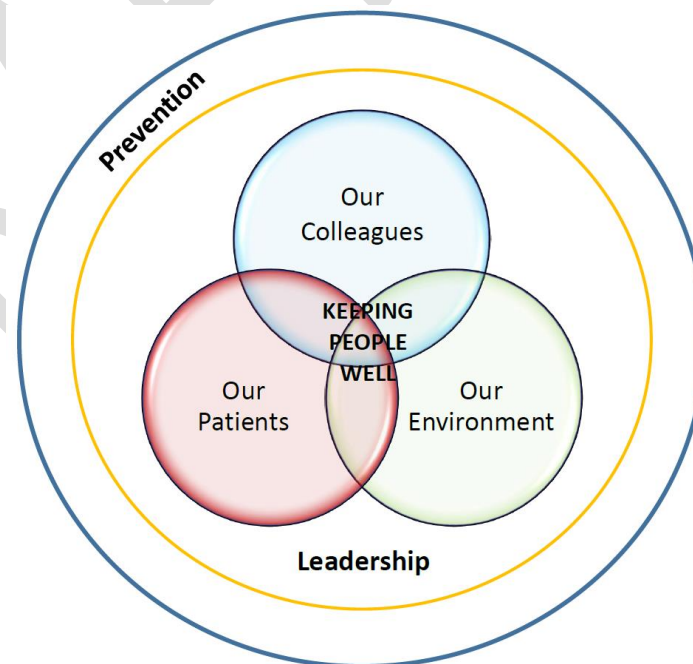 Prevention
Our
Colleagues
KEEPING
PEOPLE
WELL
Our
Patients
Our
Environment
Leadership